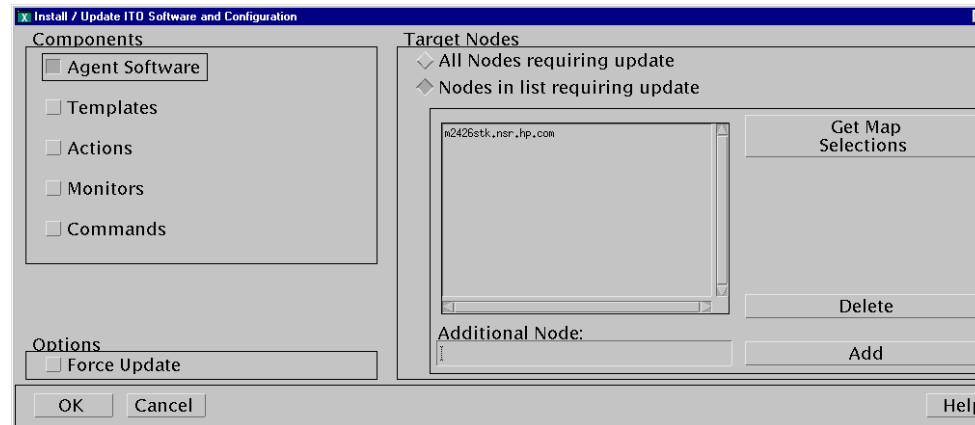 Install / Update ITO Software and Configuration
Components
Agent Software
Templates
Actions
Monitors
Commands
Options
Force Update
Target Nodes
All Nodes requiring update
Nodes in list requiring update
m2426stk.nsr.hp.com
Get Map
Selections
Delete
Additional Node:
Add
OK
Cancel
Help